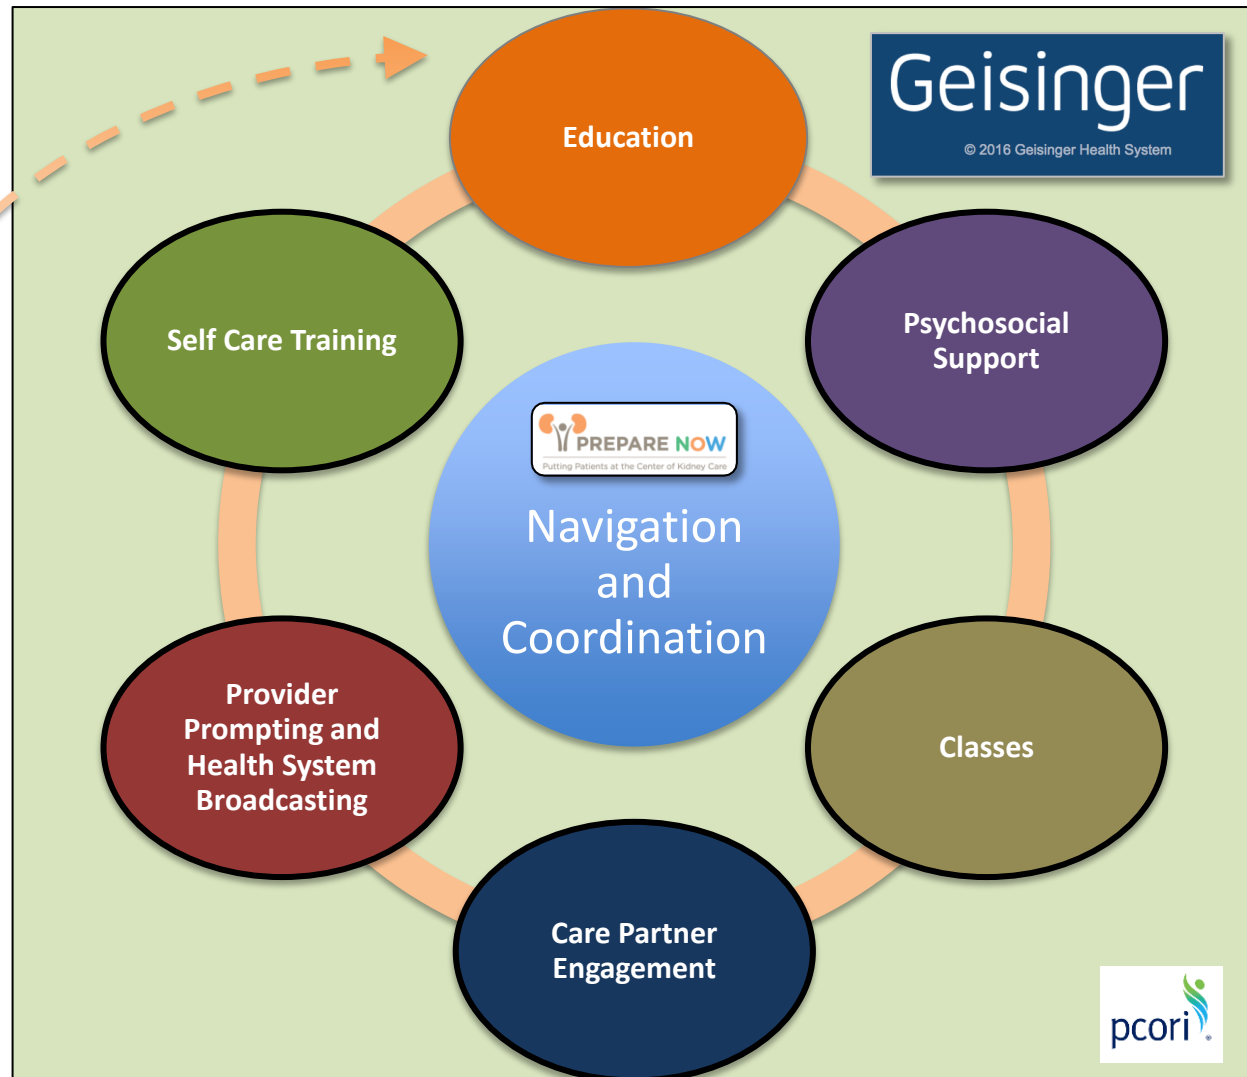 Education
Geisinger
© 2016 Geisinger Health System
Self Care Training
Psychosocial
Support
PREPARE NOW
Putting Patients at the Center of Kidney Care
Navigation
and
Coordination
Provider
Prompting and
Health System
Broadcasting
Classes
Care Partner
Engagement
pcori®